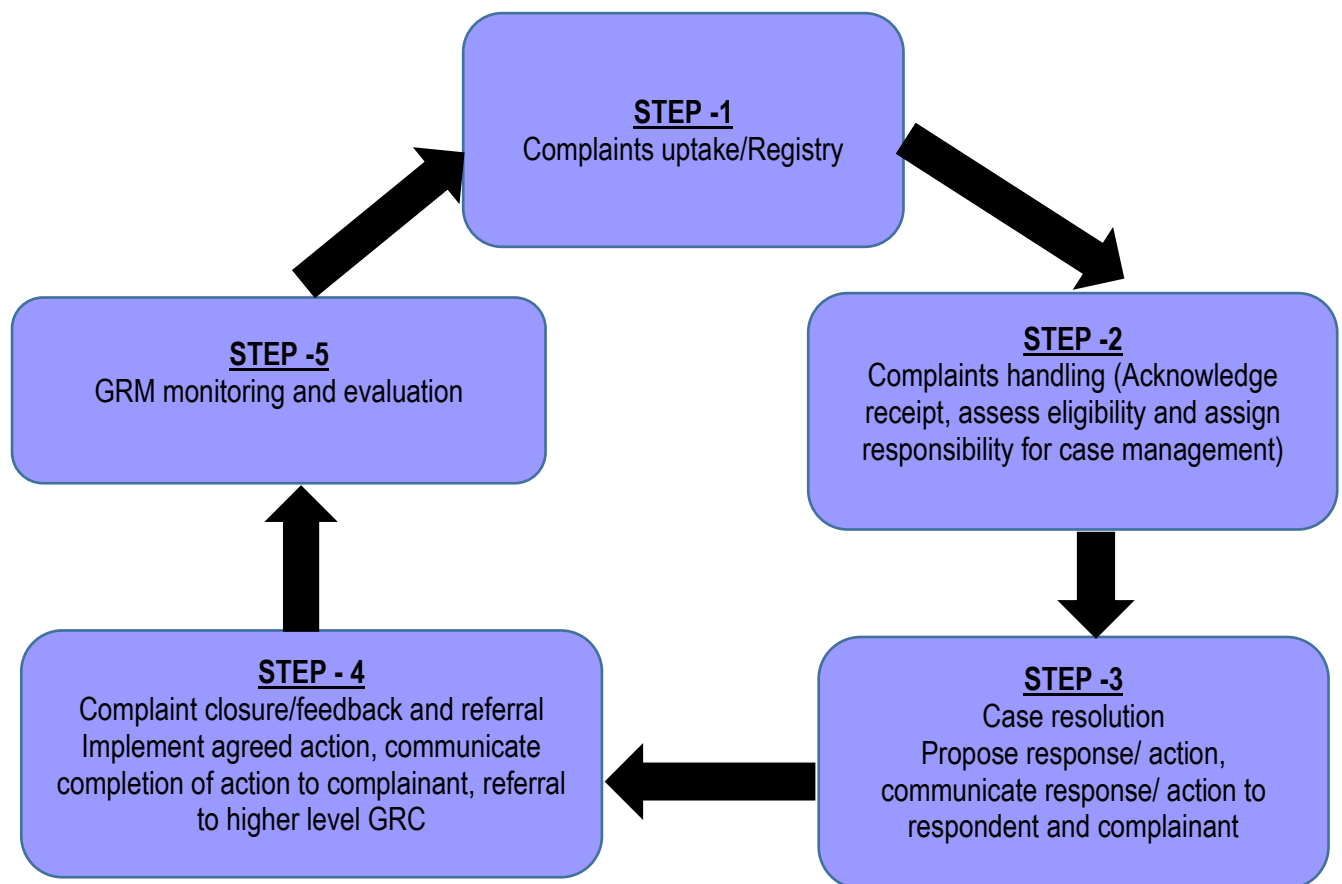 STEP -1
Complaints uptake/Registry
STEP -2
Complaints handling (Acknowledge
receipt, assess eligibility and assign
responsibility for case management)
STEP -3
Case resolution
Propose response/ action,
communicate response/ action to
respondent and complainant
STEP - 4
Complaint closure/feedback and referral
Implement agreed action, communicate
completion of action to complainant, referral
to higher level GRC
STEP -5
GRM monitoring and evaluation